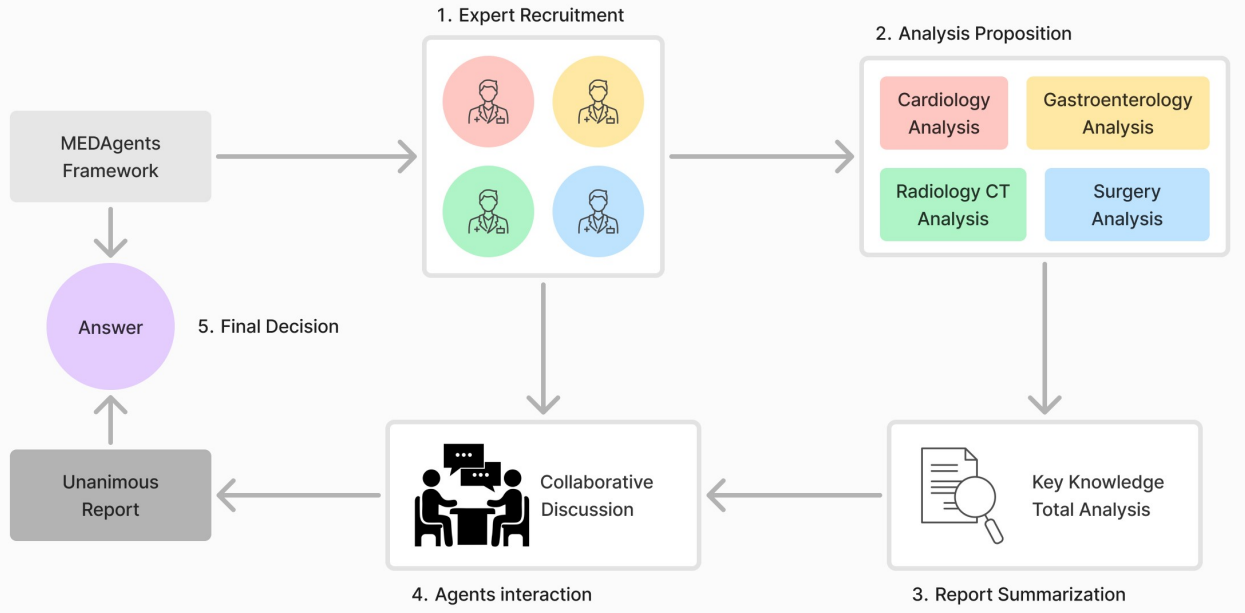 1. Expert Recruitment
2. Analysis Proposition
MEDAgents
Framework
Cardiology
Analysis
Gastroenterology
Analysis
Radiology CT
Analysis
Surgery
Analysis
Answer
5. Final Decision
Unanimous
Report
Collaborative
Discussion
Key Knowledge
Total Analysis
4. Agents interaction
3. Report Summarization